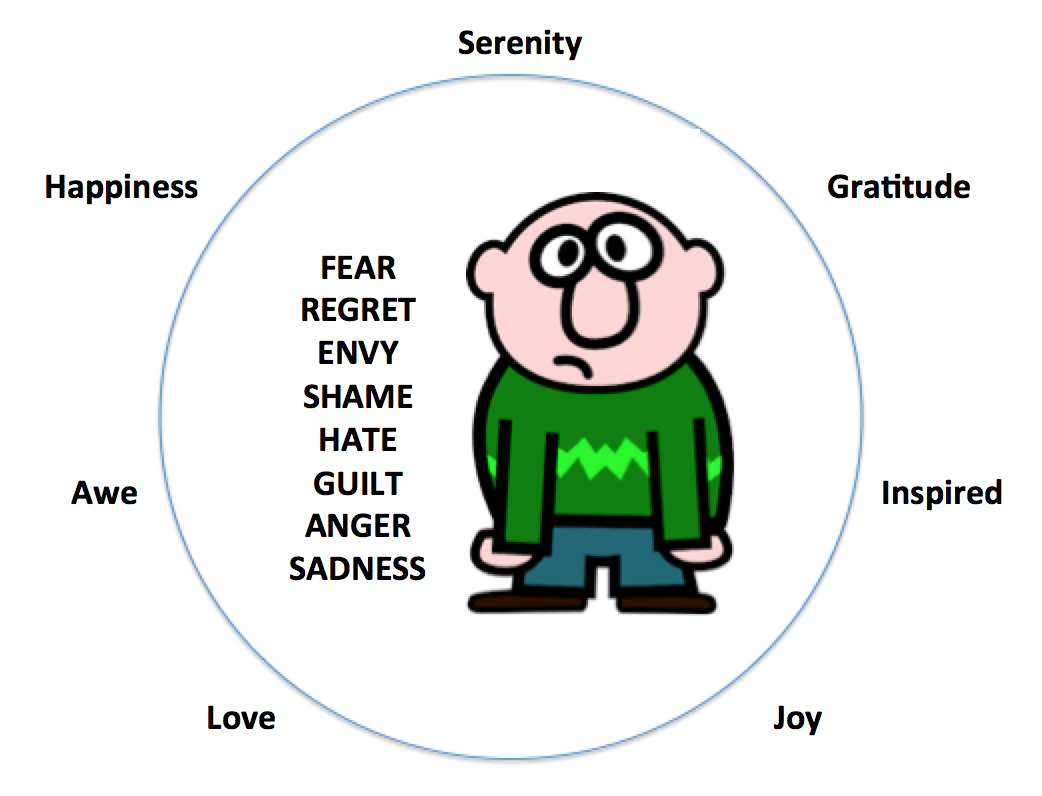 Serenity
Happiness
Gratitude
FEAR
REGRET
ENVY
SHAME
HATE
GUILT
ANGER
SADNESS
Awe
Inspired
Love
Joy